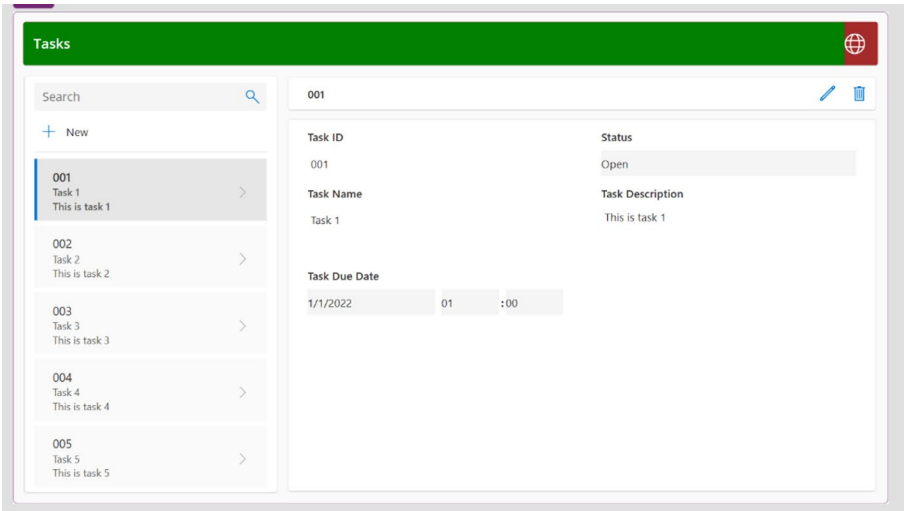 Tasks
Search
New
001
Task 1
This is task 1
002
Task 2
This is task 2
003
Task 3
This is task 3
004
Task 4
This is task 4
005
Task 5
This is task 5
001
Task ID
001
Status
Open
Task Name
Task 1
Task Description
This is task 1
Task Due Date
1/1/2022 01 :00